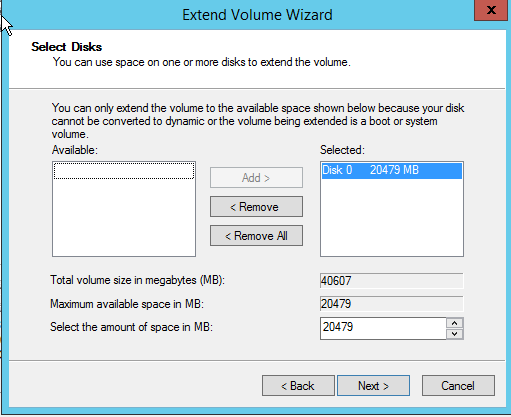 Extend Volume Wizard
x
Select Disks
You can use space on one or more disks to extend the volume.
You can only extend the volume to the available space shown below because your disk
cannot be converted to dynamic or the volume being extended is a boot or system
volume.
Available:
Selected:
Add >
Disk 0 20479 MB
< Remove
< Remove All
Total volume size in megabytes (MB): 40607
Maximum available space in MB: 20479
Select the amount of space in MB: 20479
< Back
Next >
Cancel